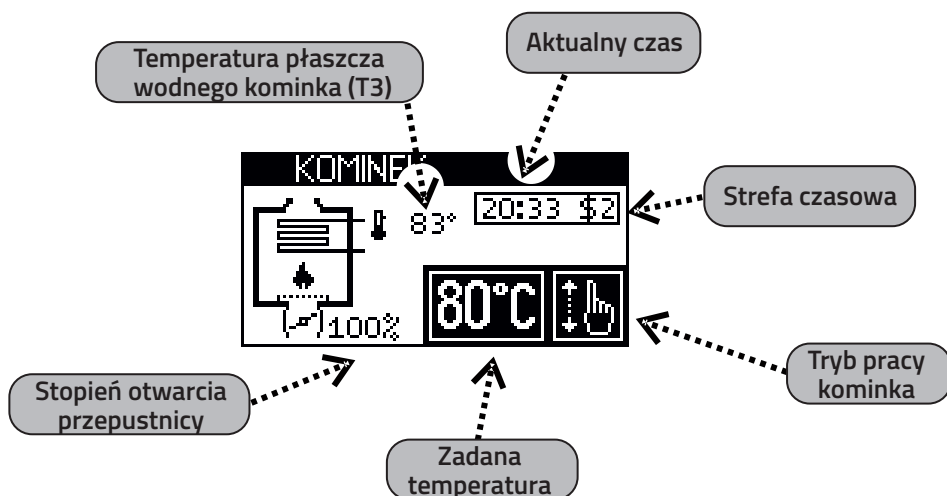 Aktualny czas
Temperatura płaszcza
wodnego kominka (T3)
KOMINEK
Strefa czasowa
20:33 $2
83°
80°C
100%
Tryb pracy
kominka
Stopień otwarcia
przepustnicy
Zadana
temperatura